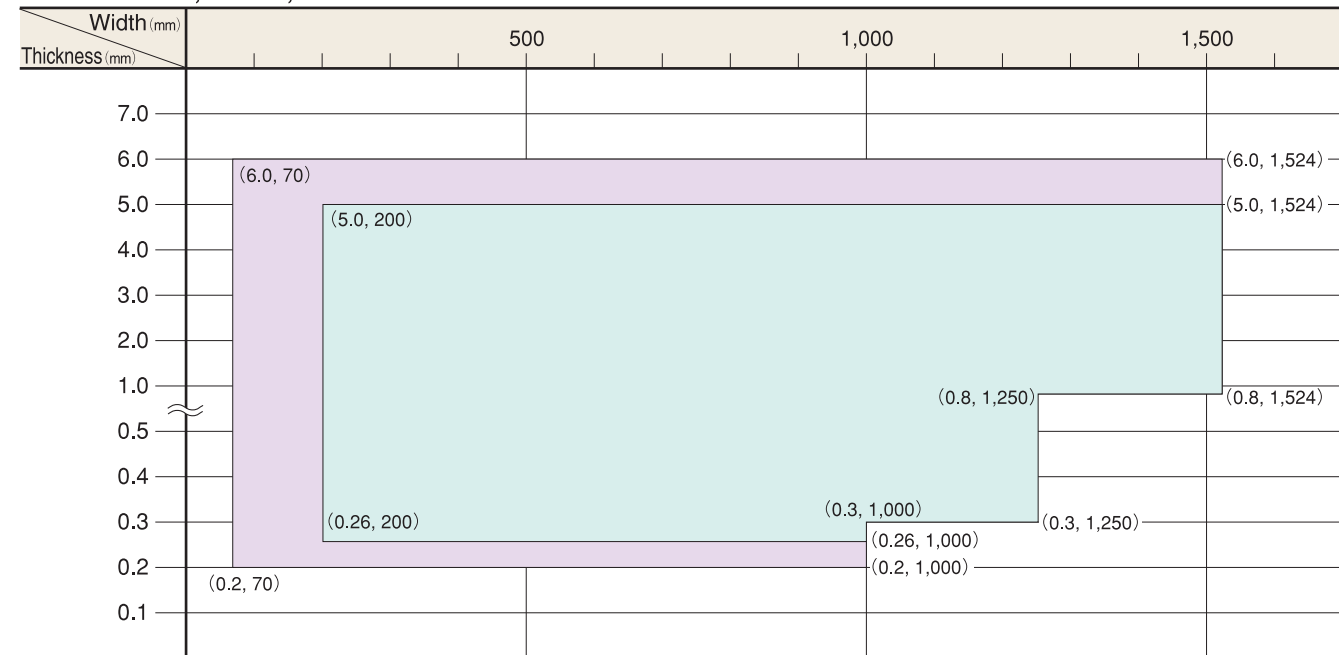 Width (mm)
500 1,000 1,500
Thickness (mm)
7.0
6.0 (6.0, 1,524)
(6.0, 70)
5.0 (5.0, 1,524)
(5.0, 200)
4.0
3.0
2.0
1.0
(0.8, 1,250) (0.8, 1,524)
0.5
0.4
(0.3, 1,000)
0.3 (0.26, 200) (0.3, 1,250)
(0.26, 1,000)
0.2 (0.2, 1,000)
(0.2, 70)
0.1